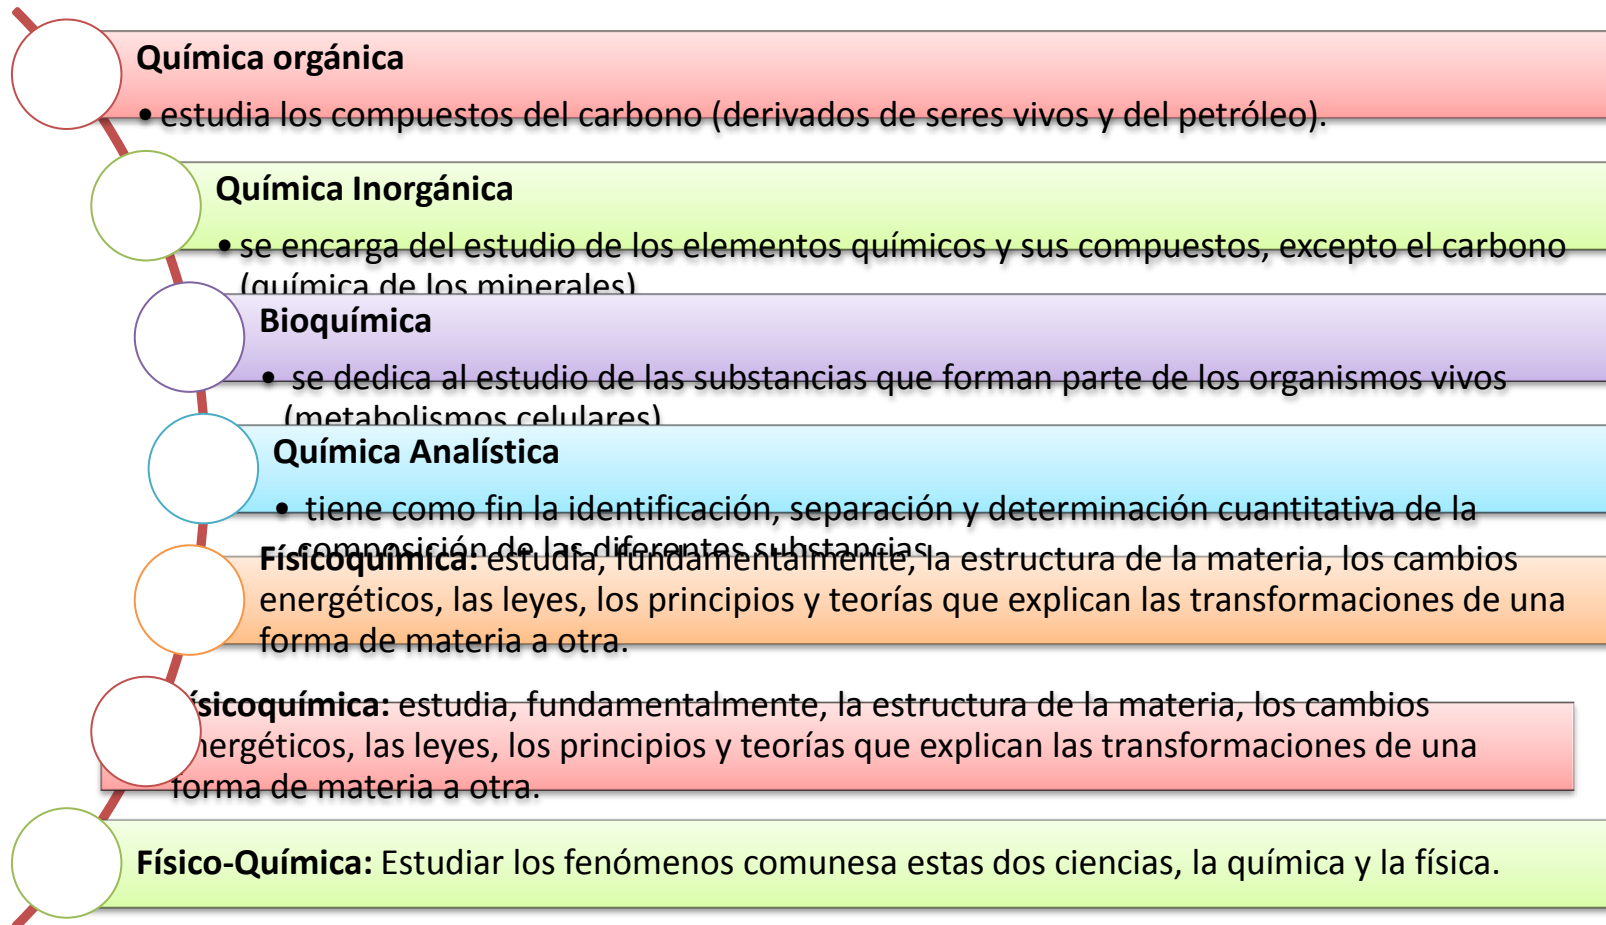 Química orgánica
• estudia los compuestos del carbono (derivados de seres vivos y del petróleo).
Química Inorgánica
• se encarga del estudio de los elementos químicos y sus compuestos, excepto el carbono
(química de los minerales)
Bioquímica
• se dedica al estudio de las substancias que forman parte de los organismos vivos
(metabolismos celulares)
Química Analística
• tiene como fin la identificación, separación y determinación cuantitativa de la
composición de las diferentes substancias
Físicoquímica: estudia, fundamentalmente, la estructura de la materia, los cambios
energéticos, las leyes, los principios y teorías que explican las transformaciones de una
forma de materia a otra.
ísicoquímica: estudia, fundamentalmente, la estructura de la materia, los cambios
nergéticos, las leyes, los principios y teorías que explican las transformaciones de una
forma de materia a otra.
Físico-Química: Estudiar los fenómenos comunesa estas dos ciencias, la química y la física.